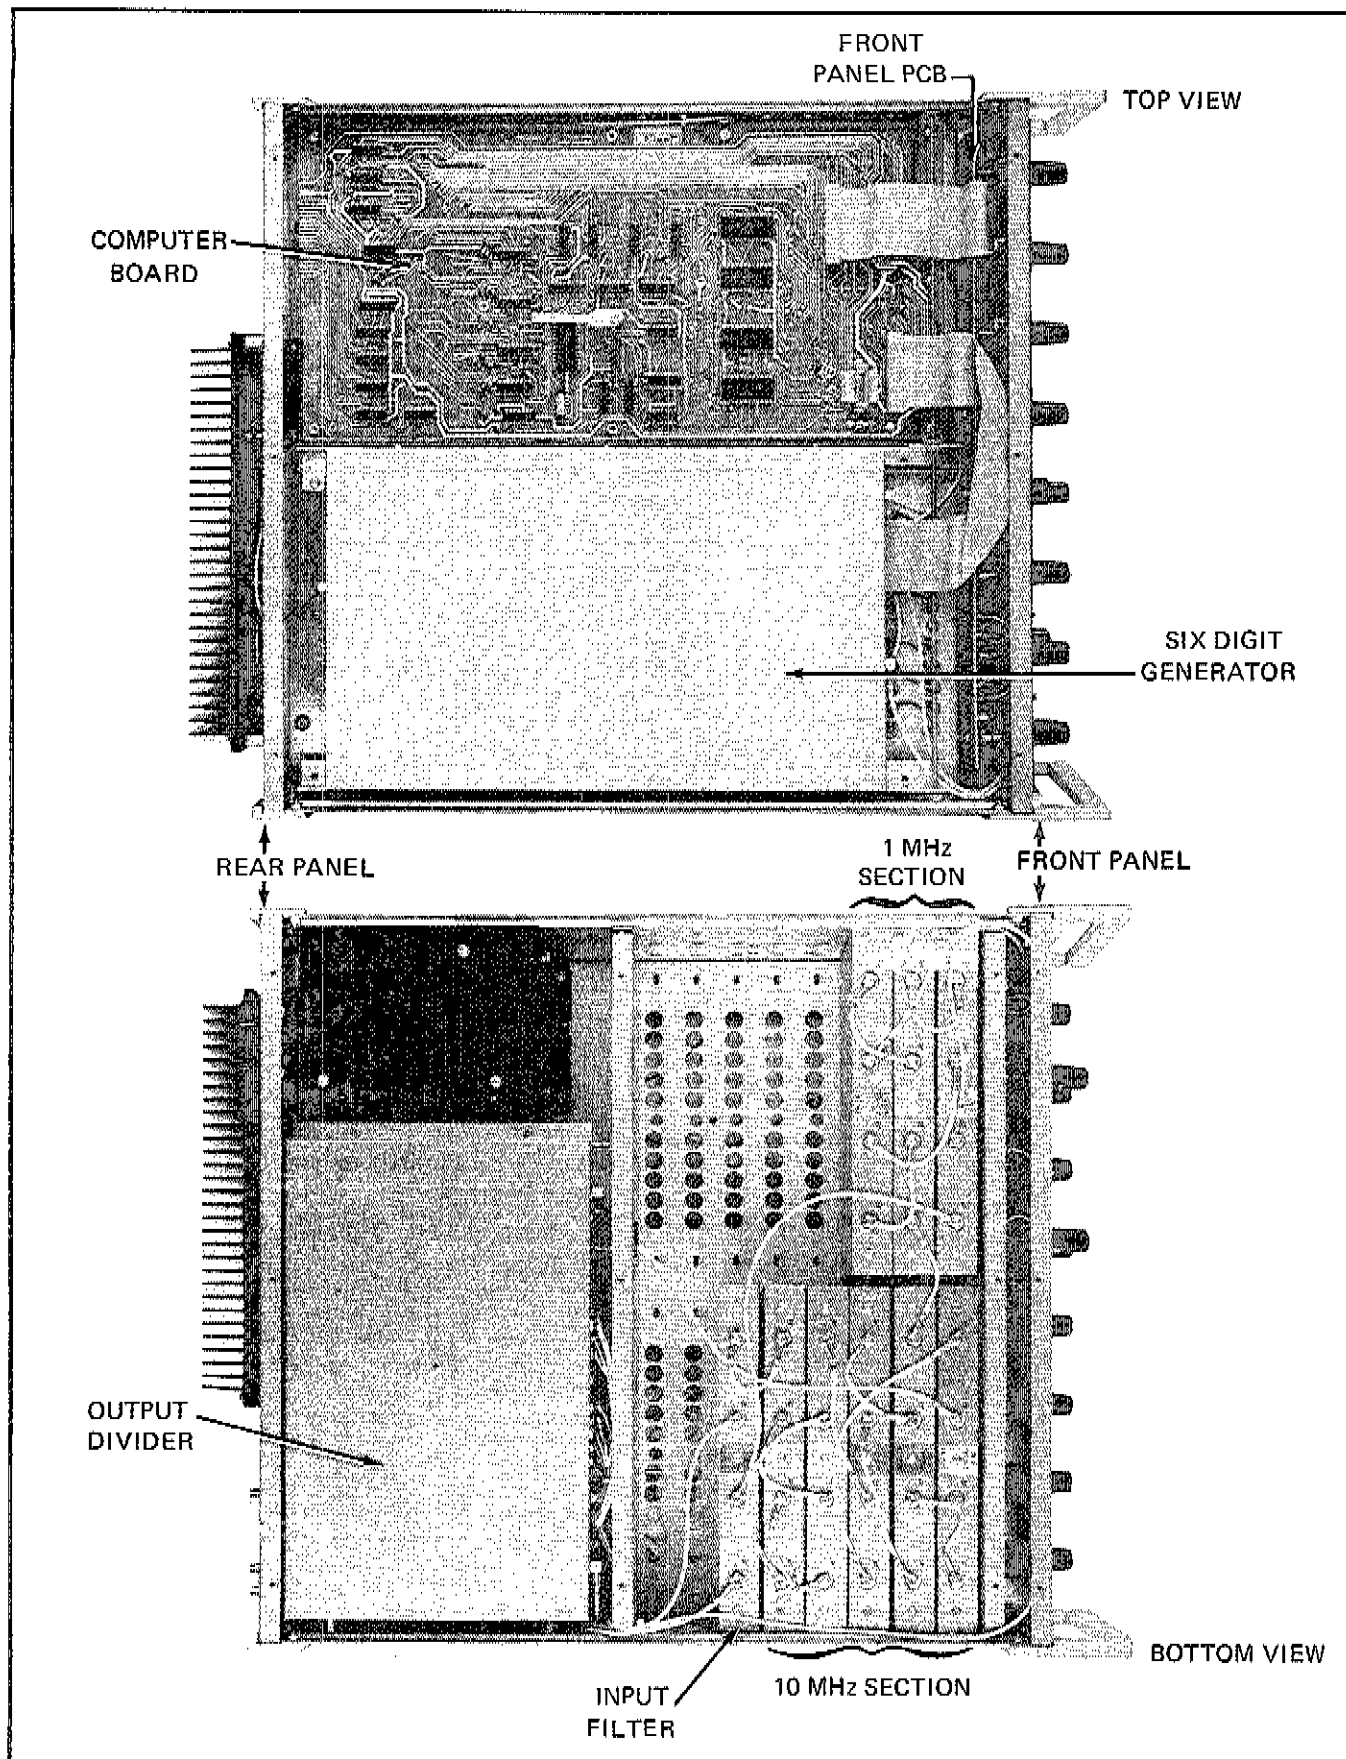 FRONT
PANEL PCB
TOP VIEW
COMPUTER
BOARD
SIX DIGIT
GENERATOR
REAR PANEL
1 MHz
SECTION
FRONT PANEL
OUTPUT
DIVIDER
BOTTOM VIEW
10 MHz SECTION
INPUT
FILTER